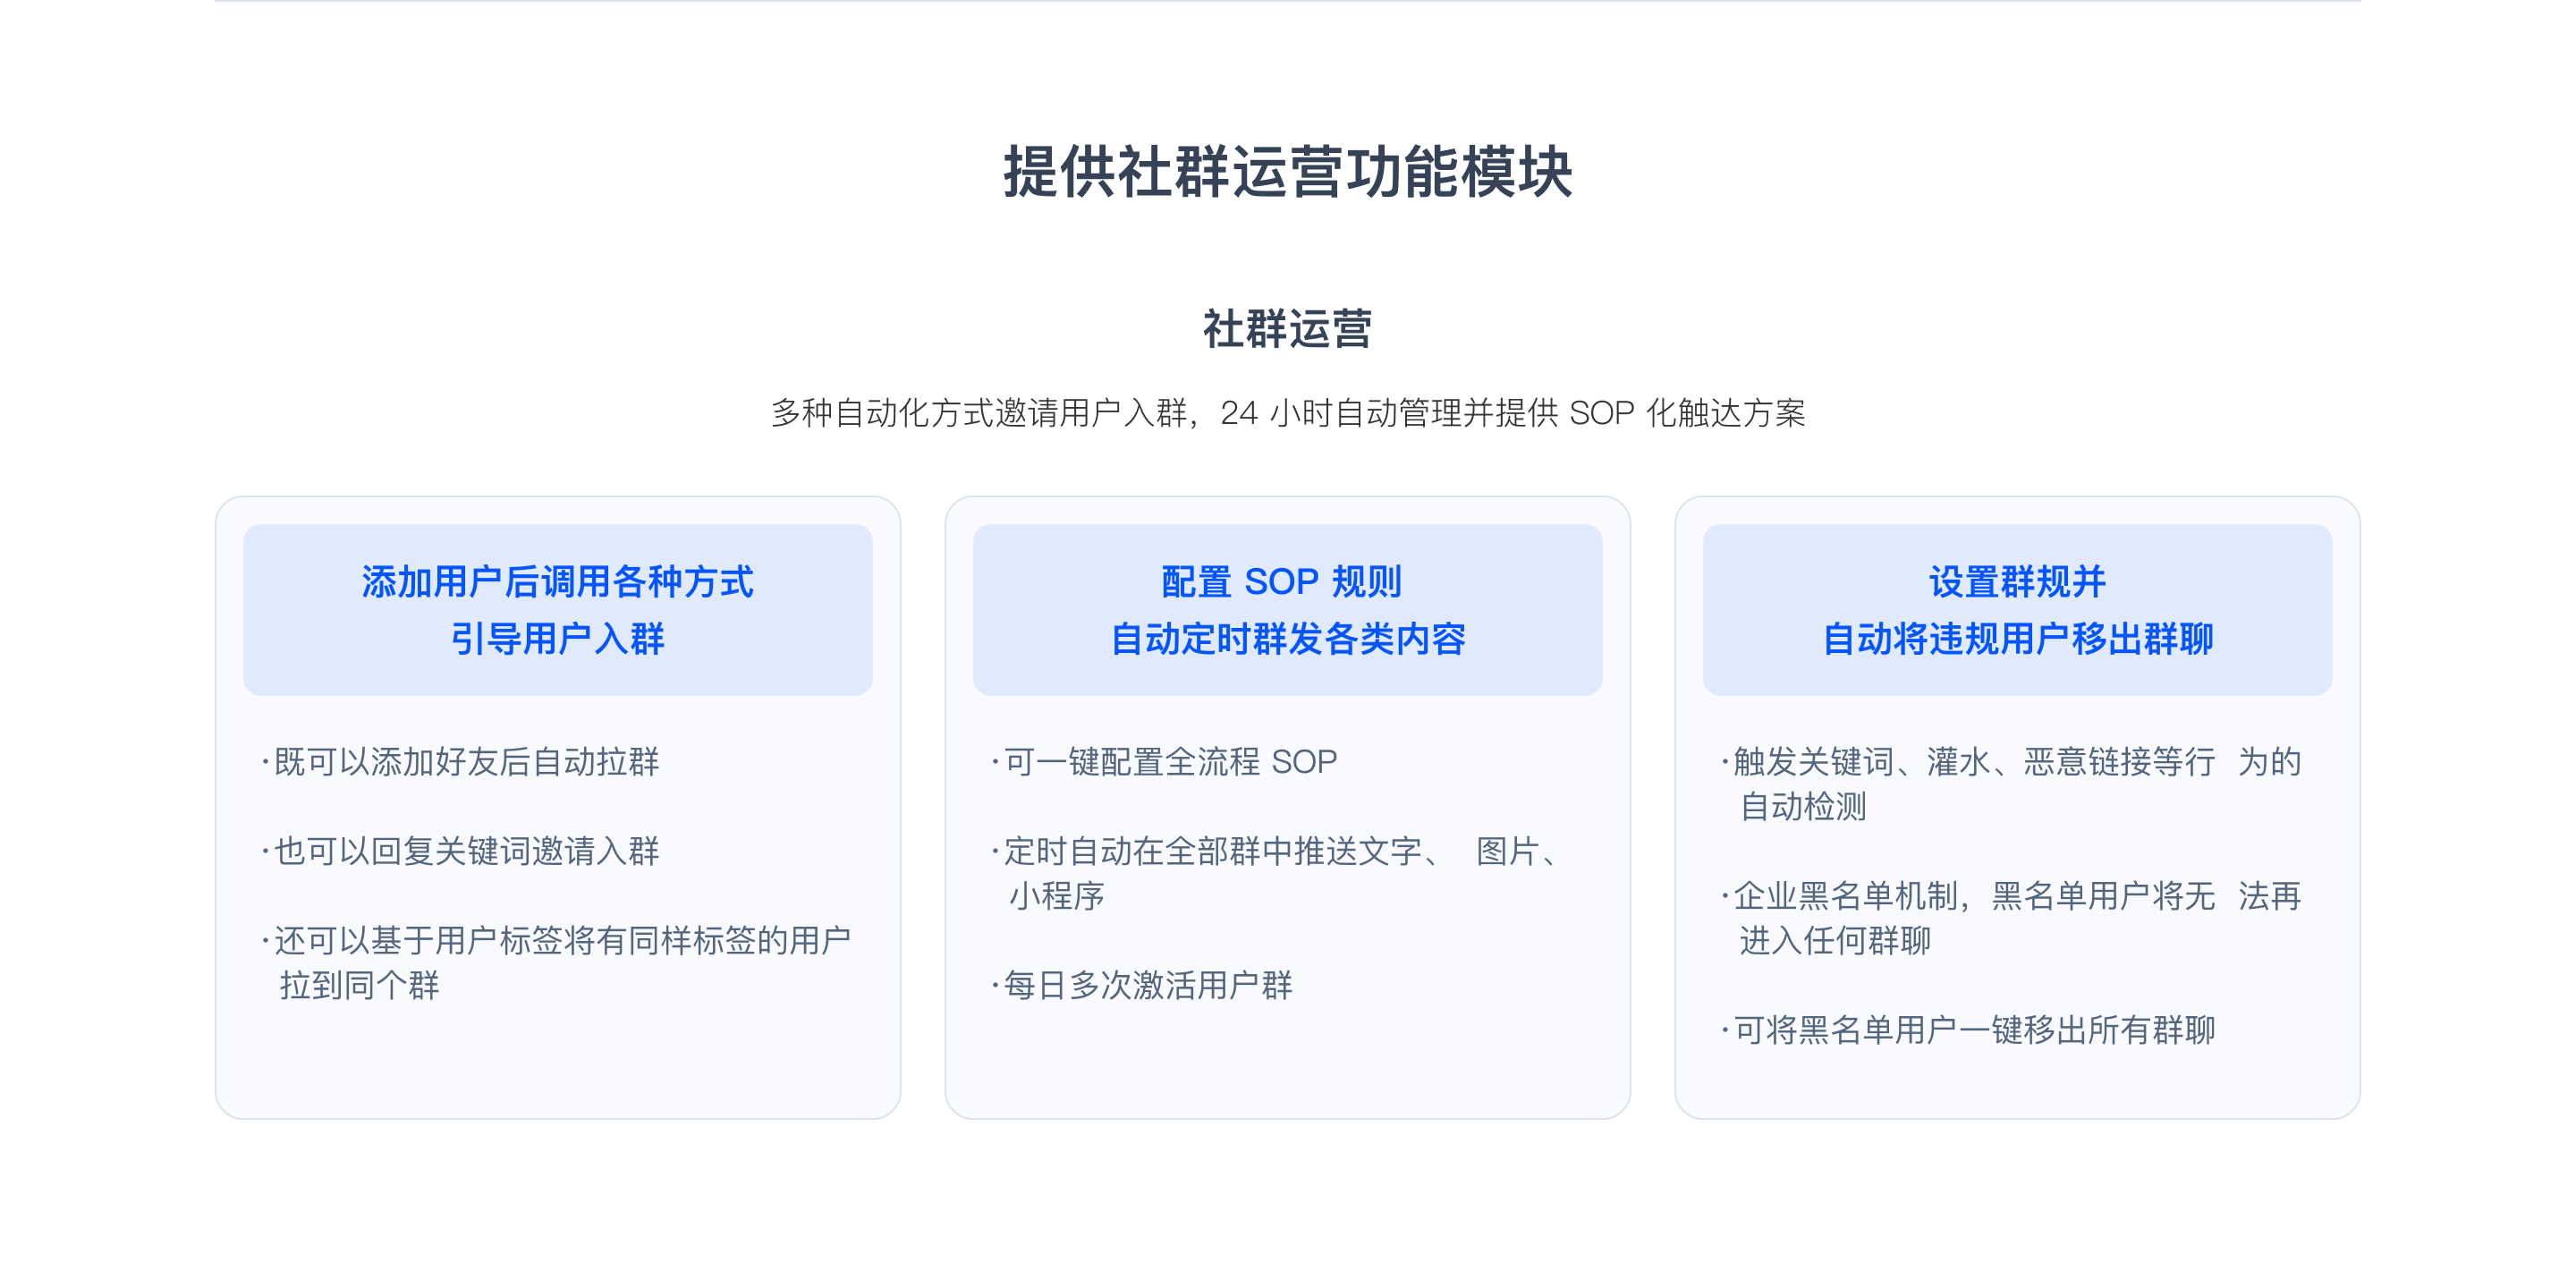 提供社群运营功能模块
社群运营
多种自动化方式邀请用户入群，24 小时自动管理并提供 SOP 化触达方案
添加用户后调用各种方式
引导用户入群
·既可以添加好友后自动拉群
·也可以回复关键词邀请入群
·还可以基于用户标签将有同样标签的用户
拉到同个群
配置 SOP 规则
自动定时群发各类内容
·可一键配置全流程 SOP
·定时自动在全部群中推送文字、 图片、
小程序
·每日多次激活用户群
设置群规并
自动将违规用户移出群聊
·触发关键词、灌水、恶意链接等行 为的
自动检测
·企业黑名单机制，黑名单用户将无 法再
进入任何群聊
·可将黑名单用户一键移出所有群聊